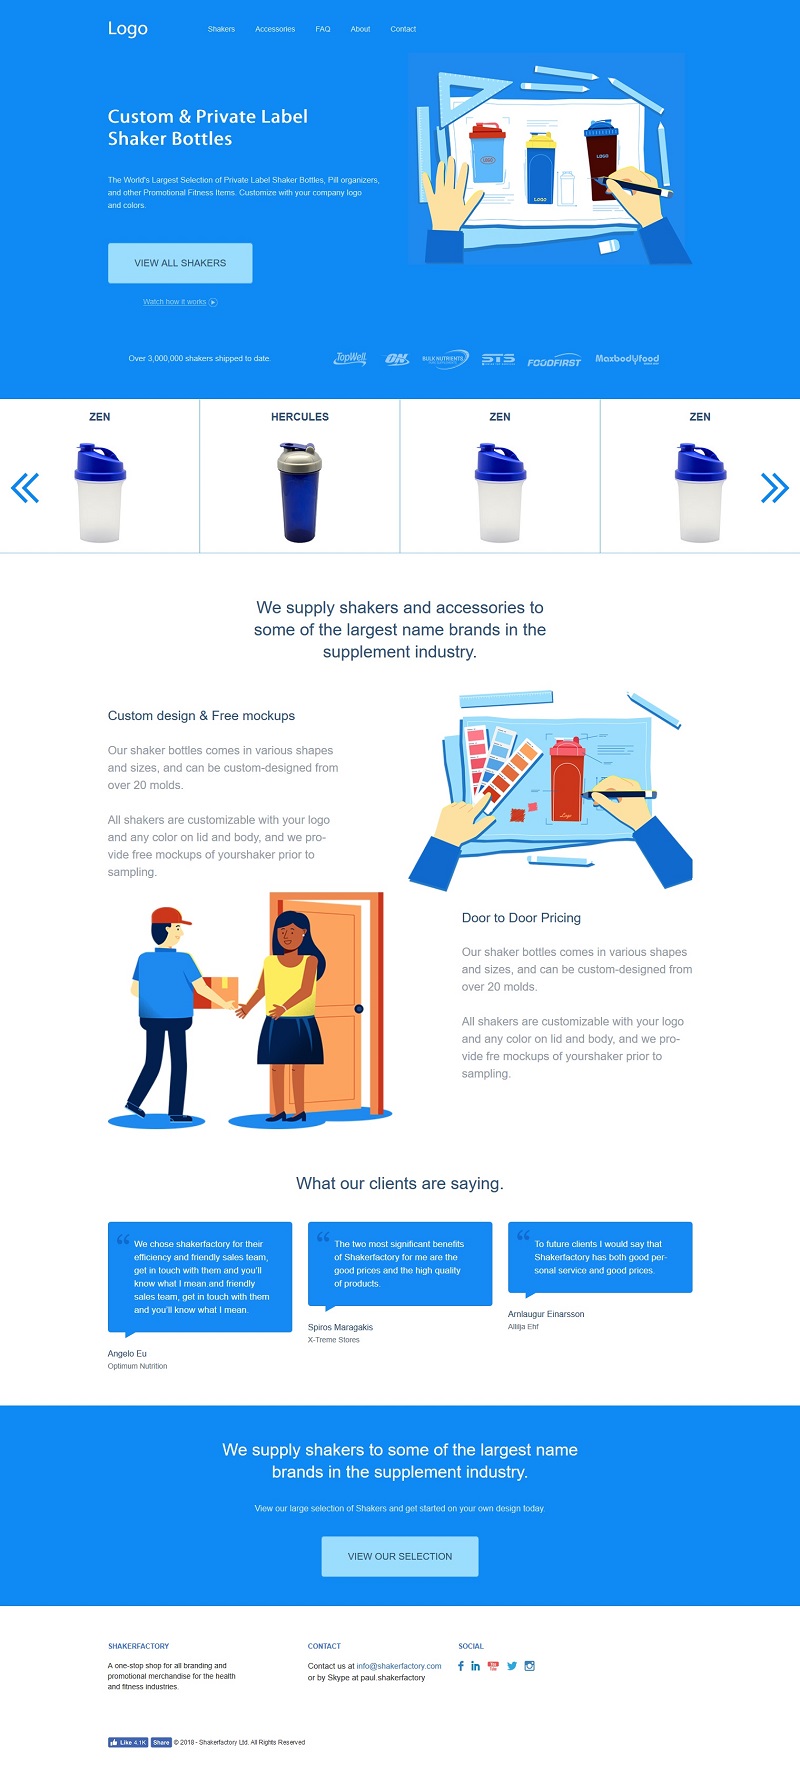 Logo
Shakers
Accessories
FAQ
About
Contact
Custom & Private Label
Shaker Bottles
The World's Largest Selection of Private Label Shaker Bottles, Pill organizers,
and other Promotional Fitness Items. Customize with your company logo
and colors.
VIEW ALL SHAKERS
Watch how it works
LOGO
LOGO
LOGO
Over 3,000,000 shakers shipped to date.
TopWell
ON
BULK NUTRIENTS
STS
FOODFIRST
Maxbodyfood
ZEN
HERCULES
ZEN
ZEN
We supply shakers and accessories to
some of the largest name brands in the
supplement industry.
Custom design & Free mockups
Our shaker bottles comes in various shapes
and sizes, and can be custom-designed from
over 20 molds.
All shakers are customizable with your logo
and any color on lid and body, and we pro-
vide free mockups of yourshaker prior to
sampling.
Logo
Door to Door Pricing
Our shaker bottles comes in various shapes
and sizes, and can be custom-designed from
over 20 molds.
All shakers are customizable with your logo
and any color on lid and body, and we pro-
vide fre mockups of yourshaker prior to
sampling.
What our clients are saying.
“ We chose shakerfactory for their
efficiency and friendly sales team,
get in touch with them and you'll
know what I mean.and friendly
sales team, get in touch with them
and you'll know what I mean.
Angelo Eu
Optimum Nutrition
“ The two most significant benefits
of Shakerfactory for me are the
good prices and the high quality
of products.
Spiros Maragakis
X-Treme Stores
“ To future clients I would say that
Shakerfactory has both good per-
sonal service and good prices.
Arnlaugur Einarsson
Allilja Ehf
We supply shakers to some of the largest name
brands in the supplement industry.
View our large selection of Shakers and get started on your own design today.
VIEW OUR SELECTION
SHAKERFACTORY
A one-stop shop for all branding and
promotional merchandise for the health
and fitness industries.
CONTACT
Contact us at info@shakerfactory.com
or by Skype at paul.shakerfactory
SOCIAL
Like 4.1K Share © 2018 - Shakerfactory Ltd. All Rights Reserved